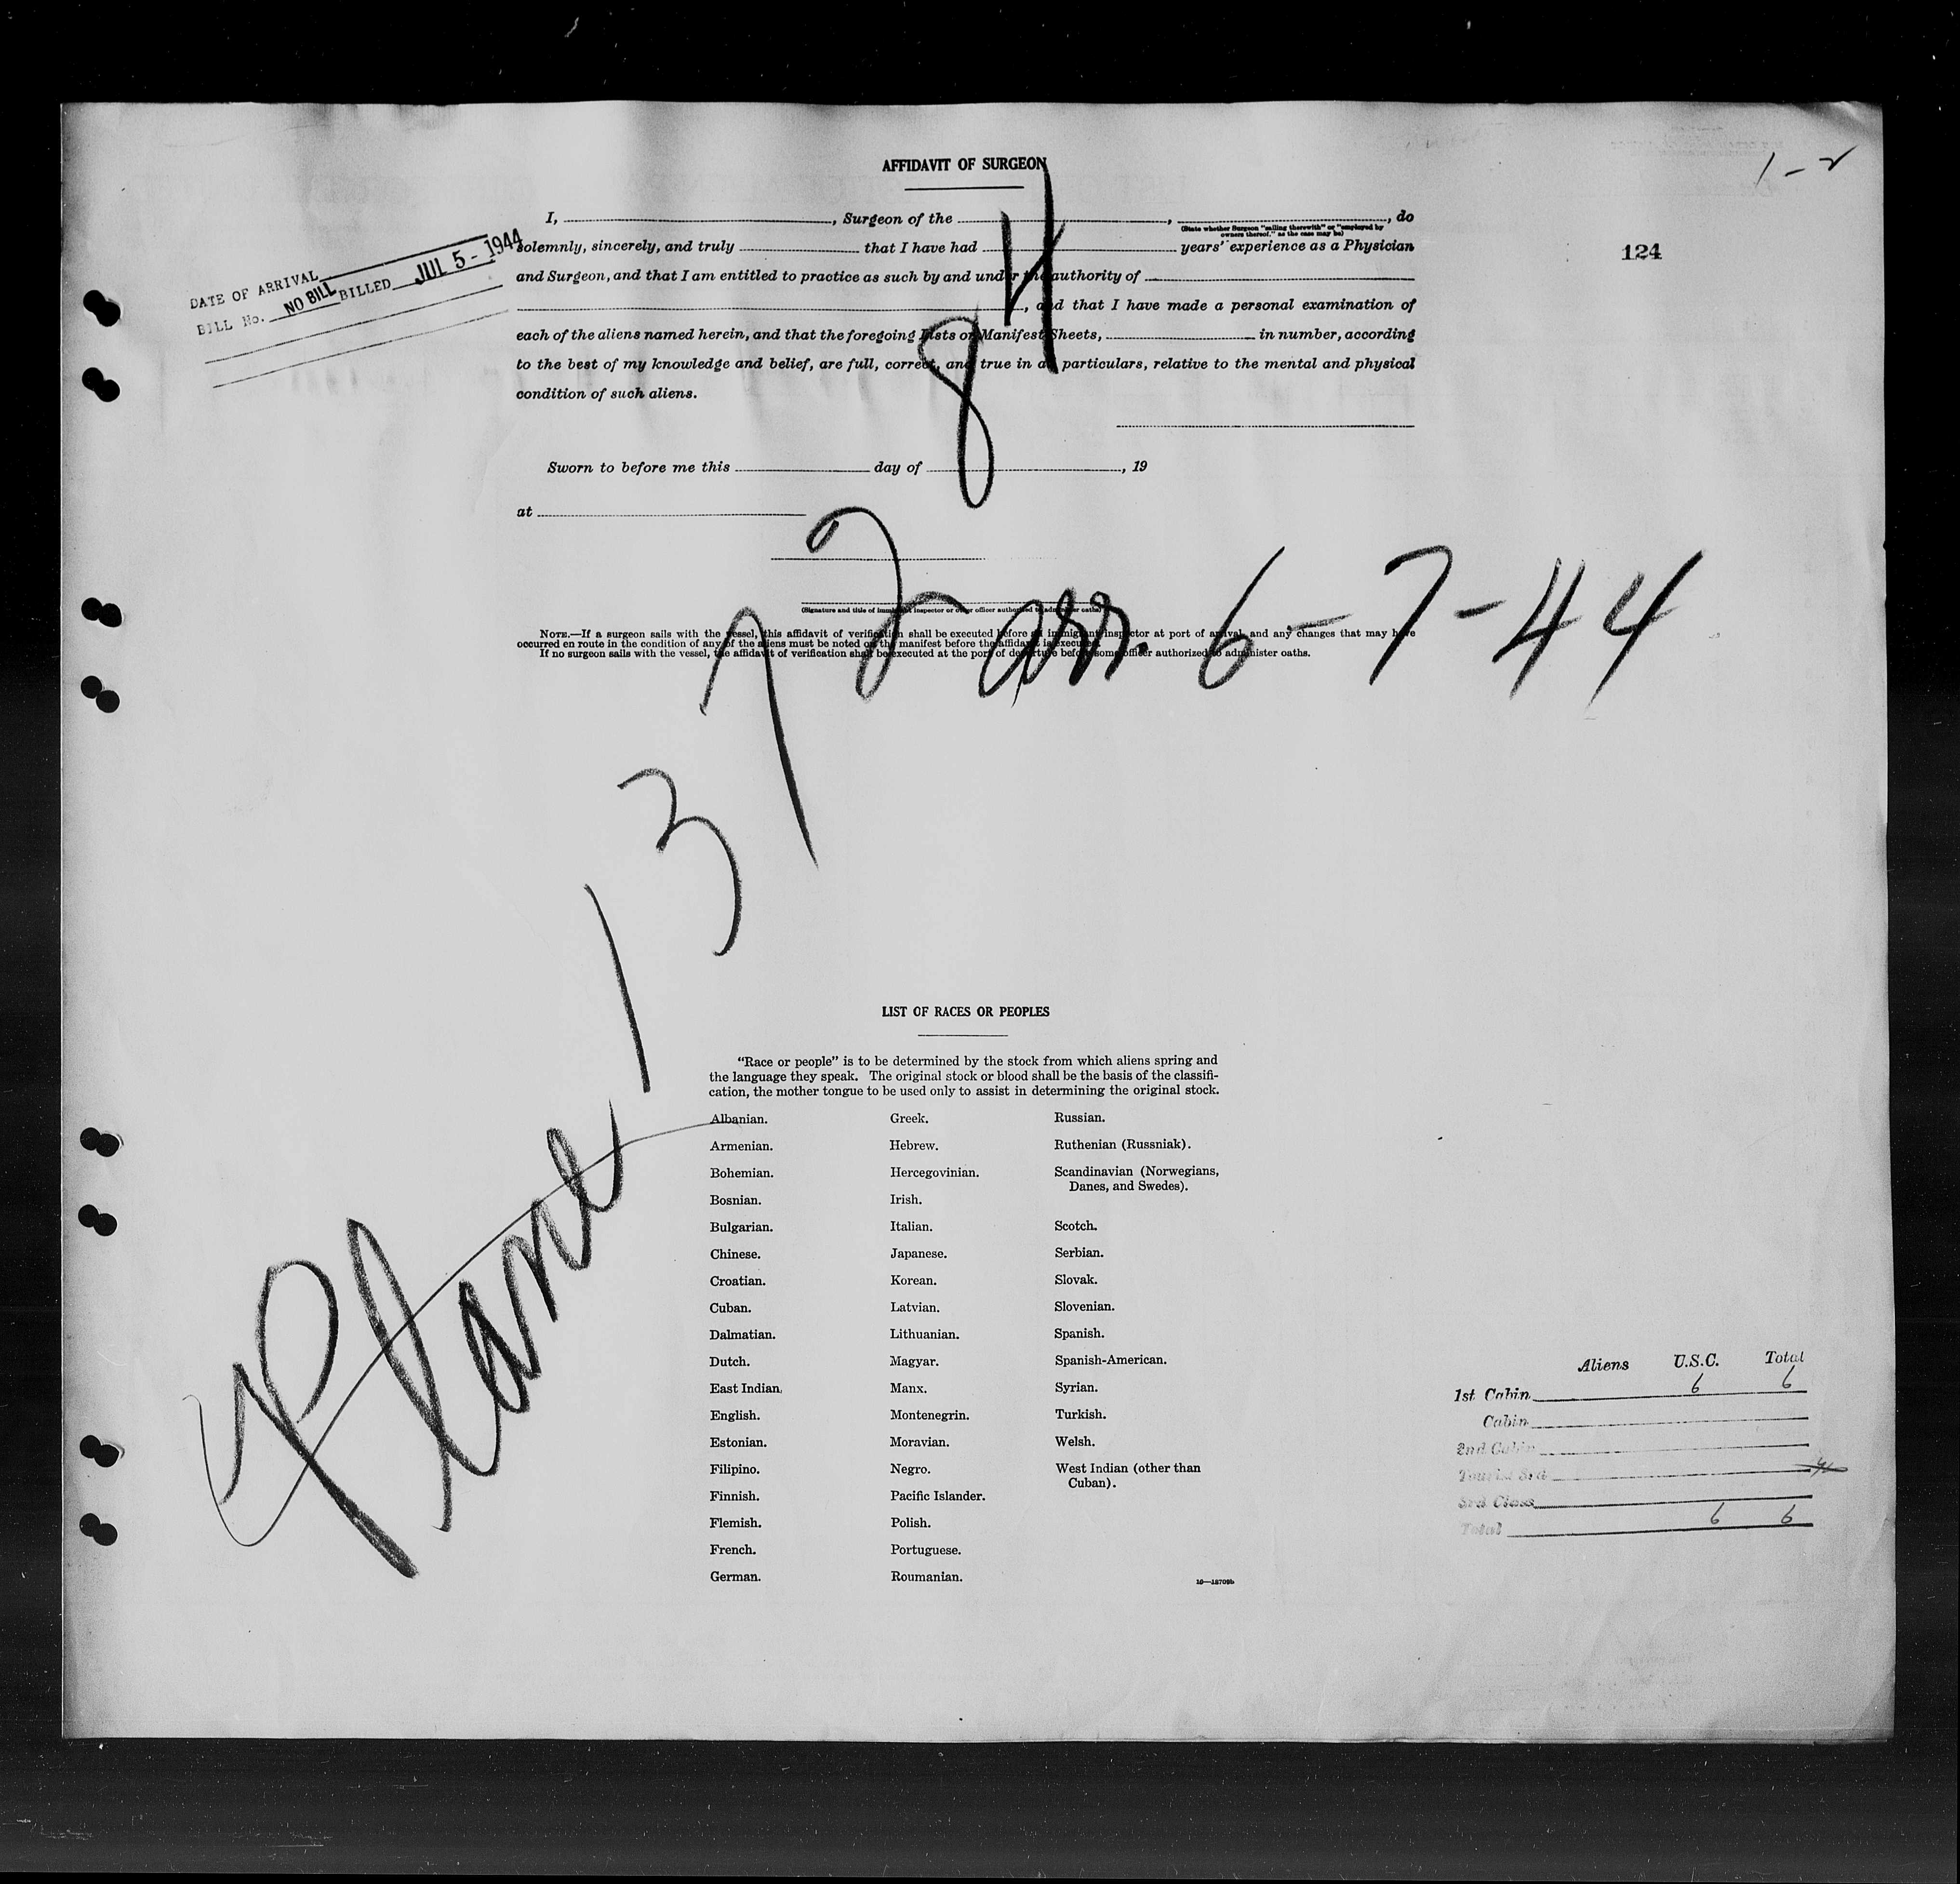 AFFIDAVIT OF SURGEON
1-2
124
I, , Surgeon of the , , do
(State whether Surgeon "sailing therewith" or "employed by
owners thereof," as the case may be)
solemnly, sincerely, and truly that I have had years' experience as a Physician
and Surgeon, and that I am entitled to practice as such by and under the authority of
, and that I have made a personal examination of
each of the aliens named herein, and that the foregoing Lists or Manifest Sheets, in number, according
to the best of my knowledge and belief, are full, correct, and true in all particulars, relative to the mental and physical
condition of such aliens.
DATE OF ARRIVAL
BILL No. NO BILL BILLED JUL 5 - 1944
Sworn to before me this day of , 19
at
(Signature and title of immigrant inspector or other officer authorized to administer oaths)
NOTE.—If a surgeon sails with the vessel, this affidavit of verification shall be executed before an immigrant inspector at port of arrival, and any changes that may have
occurred en route in the condition of any of the aliens must be noted on the manifest before the affidavit is executed.
If no surgeon sails with the vessel, the affidavit of verification shall be executed at the port of departure before some officer authorized to administer oaths.
Plane 137284
arr. 6-7-44
LIST OF RACES OR PEOPLES
"Race or people" is to be determined by the stock from which aliens spring and
the language they speak. The original stock or blood shall be the basis of the classifi-
cation, the mother tongue to be used only to assist in determining the original stock.
Albanian.
Armenian.
Bohemian.
Bosnian.
Bulgarian.
Chinese.
Croatian.
Cuban.
Dalmatian.
Dutch.
East Indian.
English.
Estonian.
Filipino.
Finnish.
Flemish.
French.
German.
Greek.
Hebrew.
Hercegovinian.
Irish.
Italian.
Japanese.
Korean.
Latvian.
Lithuanian.
Magyar.
Manx.
Montenegrin.
Moravian.
Negro.
Pacific Islander.
Polish.
Portuguese.
Roumanian.
Russian.
Ruthenian (Russniak).
Scandinavian (Norwegians,
Danes, and Swedes).
Scotch.
Serbian.
Slovak.
Slovenian.
Spanish.
Spanish-American.
Syrian.
Turkish.
Welsh.
West Indian (other than
Cuban).
Aliens U.S.C. Total
1st Cabin 6 6
Cabin
2nd Cabin
Tourist 3rd
3rd Class
Total 6 6